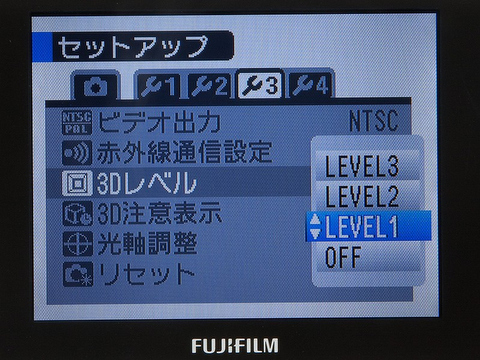 セットアップ
1 2 3 4
NTSC PAL ビデオ出力 NTSC
赤外線通信設定
3Dレベル
3D注意表示
光軸調整
リセット
LEVEL3
LEVEL2
LEVEL1
OFF
FUJIFILM